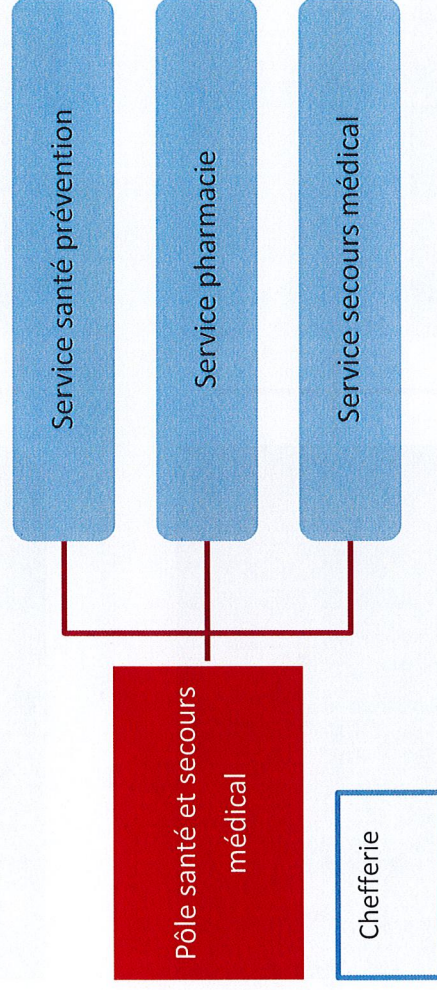 Pôle santé et secours
médical
Chefferie
Service santé prévention
Service pharmacie
Service secours médical